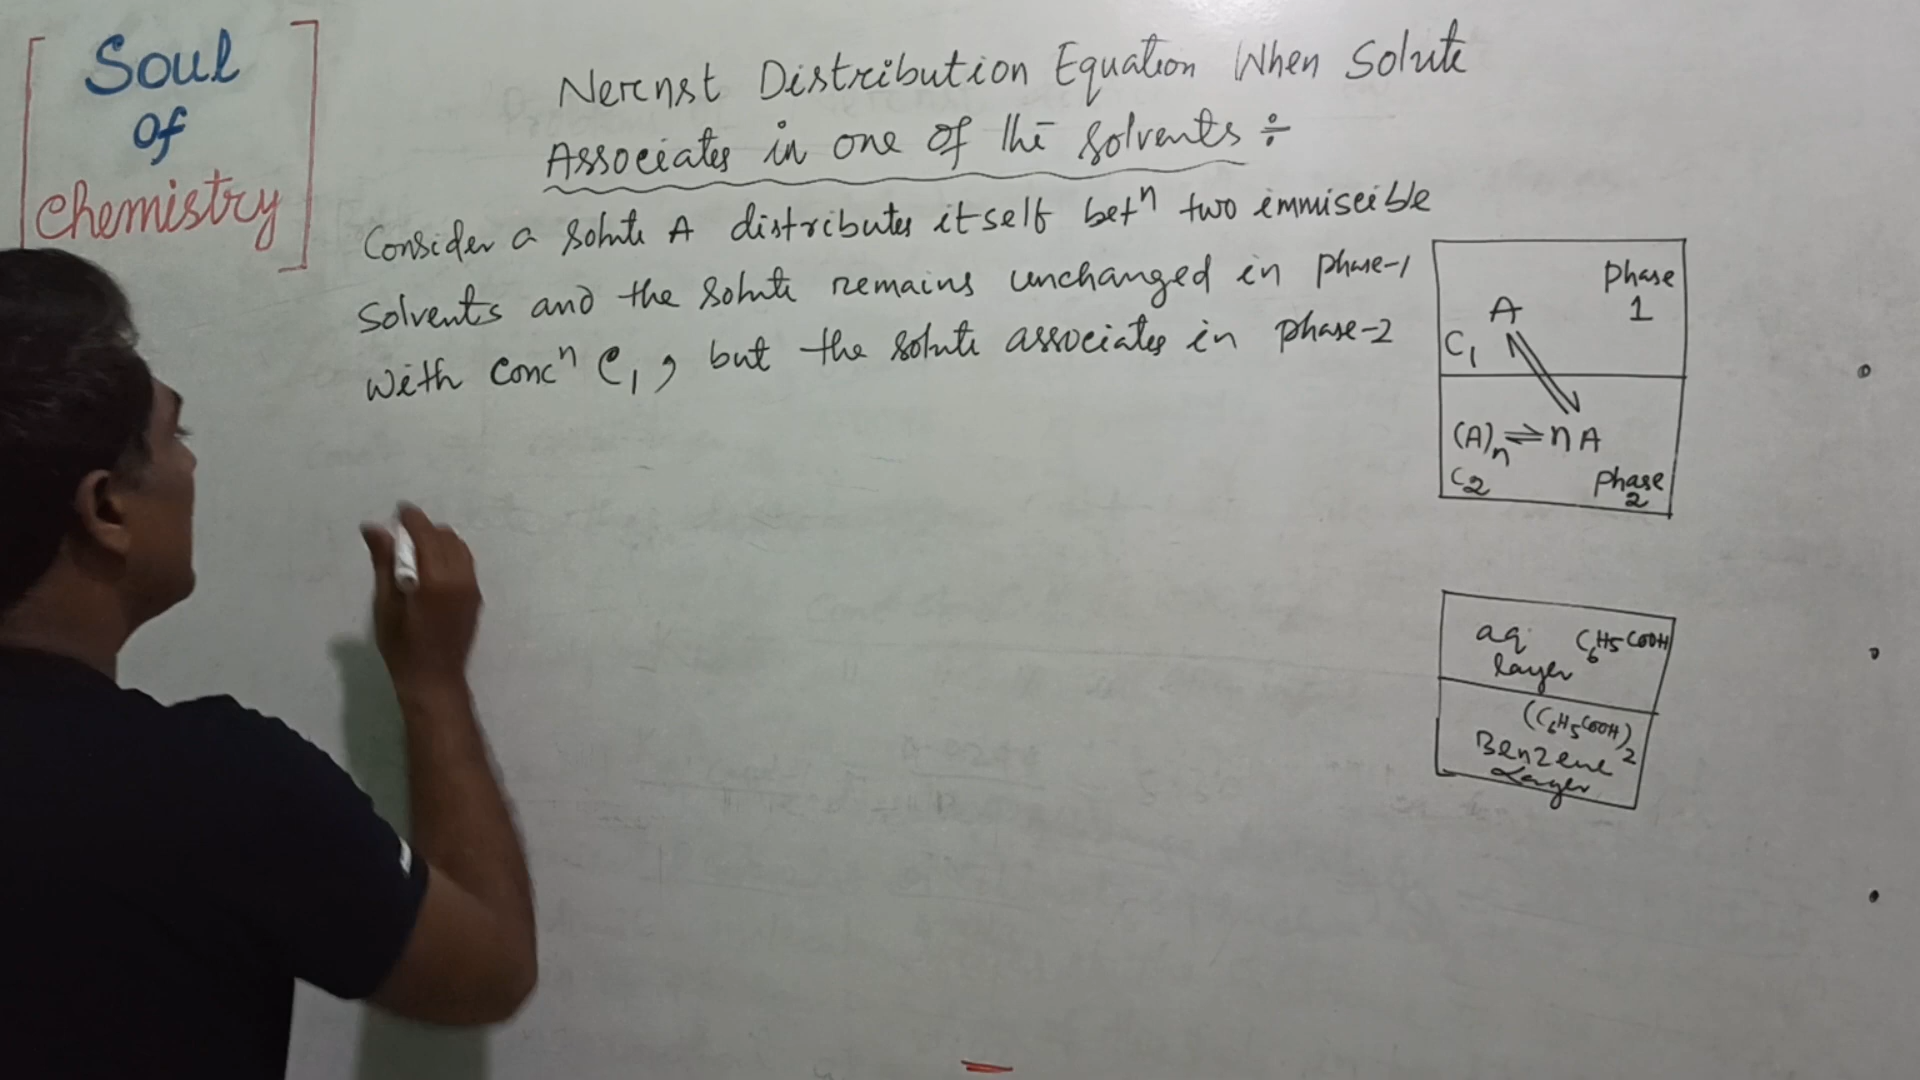 Soul
of
Chemistry
Nernst Distribution Equation When Solute
Associates in one of the solvents ÷
Consider a solute A distributes itself betⁿ two immiscible
solvents and the solute remains unchanged in phase-1
with concⁿ C₁, but the solute associates in phase-2
Phase
1
A
C₁
(A)ₙ ⇌ n A
C₂
Phase
2
aq C₆H₅COOH
layer
(C₆H₅COOH)₂
Benzene
Layer